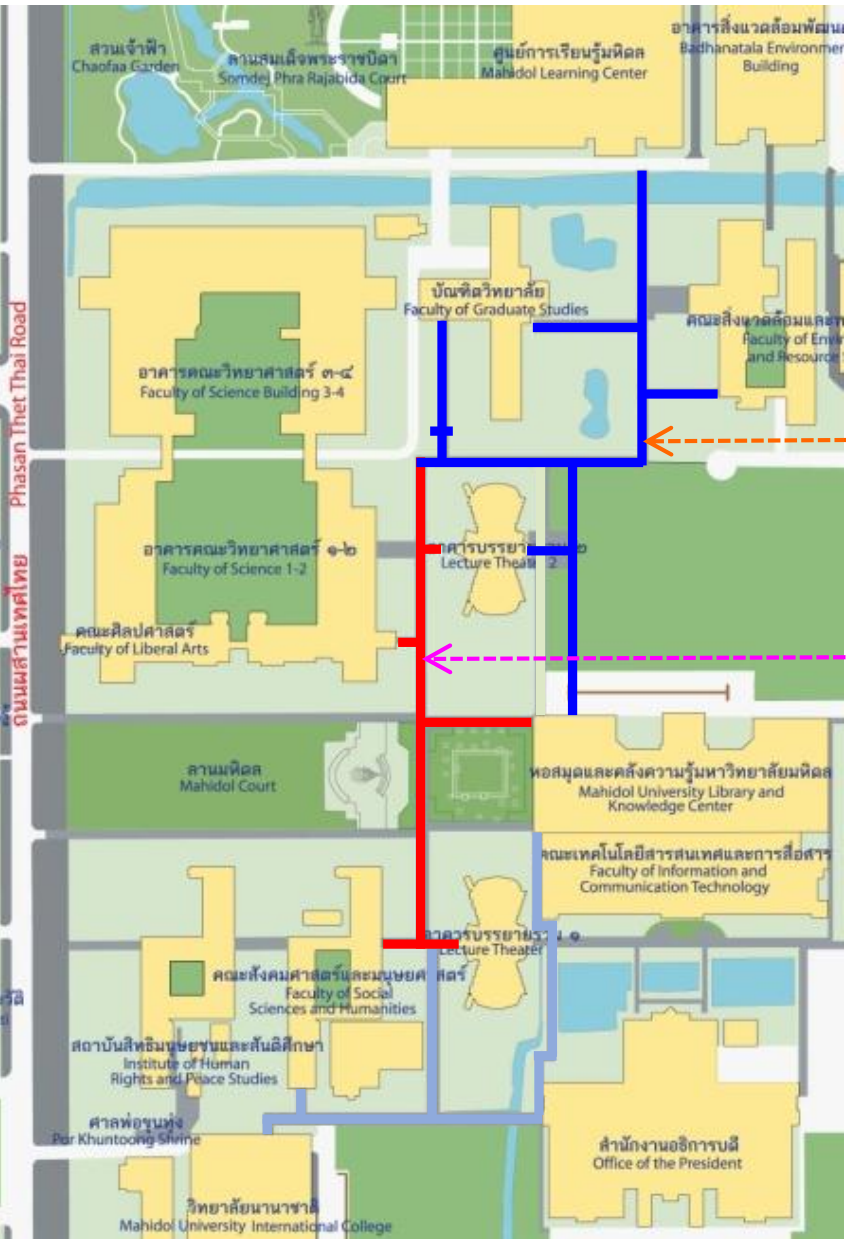 สวนเจ้าฟ้า
Chaofaa Garden
ลานสมเด็จพระราชบิดา
Somdej Phra Rajabida Court
ศูนย์การเรียนรู้มหิดล
Mahidol Learning Center
Badhanatala
Building
บัณฑิตวิทยาลัย
Faculty of Graduate Studies
Faculty of
and Resource
อาคารคณะวิทยาศาสตร์ ๓-๔
Faculty of Science Building 3-4
Phasan Thet Thai Road
ถนนผสานเทศไทย
อาคารคณะวิทยาศาสตร์ ๑-๒
Faculty of Science 1-2
Lecture
2
คณะศิลปศาสตร์
Faculty of Liberal Arts
ลานมหิดล
Mahidol Court
หอสมุดและคลังความรู้มหาวิทยาลัยมหิดล
Mahidol University Library and
Knowledge Center
คณะเทคโนโลยีสารสนเทศและการสื่อสาร
Faculty of Information and
Communication Technology
๑
Lecture Theater
คณะสังคมศาสตร์และมนุษยศาสตร์
Faculty of Social
Sciences and Humanities
สถาบันสิทธิมนุษยชนและสันติศึกษา
Institute of Human
Rights and Peace Studies
ศาลพ่อขุนทุ่ง
Por Khuntoong Shrine
สำนักงานอธิการบดี
Office of the President
วิทยาลัยนานาชาติ
Mahidol University International College